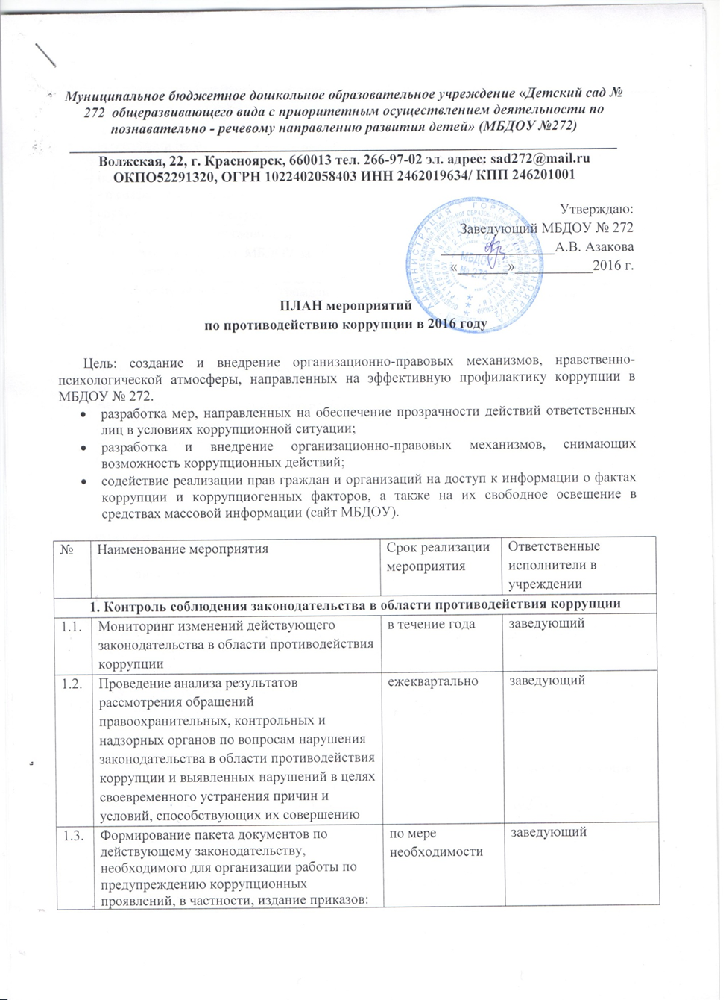 Муниципальное бюджетное дошкольное образовательное учреждение «Детский сад №
272 общеразвивающего вида с приоритетным осуществлением деятельности по
познавательно - речевому направлению развития детей» (МБДОУ №272)
Волжская, 22, г. Красноярск, 660013 тел. 266-97-02 эл. адрес: sad272@mail.ru
ОКПО52291320, ОГРН 1022402058403 ИНН 2462019634/ КПП 246201001
Утверждаю:
Заведующий МБДОУ № 272
________________А.В. Азакова
«_______»___________2016 г.
МБДОУ
№ 272
ПЛАН мероприятий
по противодействию коррупции в 2016 году
Цель: создание и внедрение организационно-правовых механизмов, нравственно-
психологической атмосферы, направленных на эффективную профилактику коррупции в
МБДОУ № 272.
• разработка мер, направленных на обеспечение прозрачности действий ответственных
лиц в условиях коррупционной ситуации;
• разработка и внедрение организационно-правовых механизмов, снимающих
возможность коррупционных действий;
• содействие реализации прав граждан и организаций на доступ к информации о фактах
коррупции и коррупциогенных факторов, а также на их свободное освещение в
средствах массовой информации (сайт МБДОУ).
№ Наименование мероприятия Срок реализации Ответственные
мероприятия исполнители в
учреждении
1. Контроль соблюдения законодательства в области противодействия коррупции
1.1. Мониторинг изменений действующего в течение года заведующий
законодательства в области противодействия
коррупции
1.2. Проведение анализа результатов ежеквартально заведующий
рассмотрения обращений
правоохранительных, контрольных и
надзорных органов по вопросам нарушения
законодательства в области противодействия
коррупции и выявленных нарушений в целях
своевременного устранения причин и
условий, способствующих их совершению
1.3. Формирование пакета документов по по мере заведующий
действующему законодательству, необходимости
необходимого для организации работы по
предупреждению коррупционных
проявлений, в частности, издание приказов: